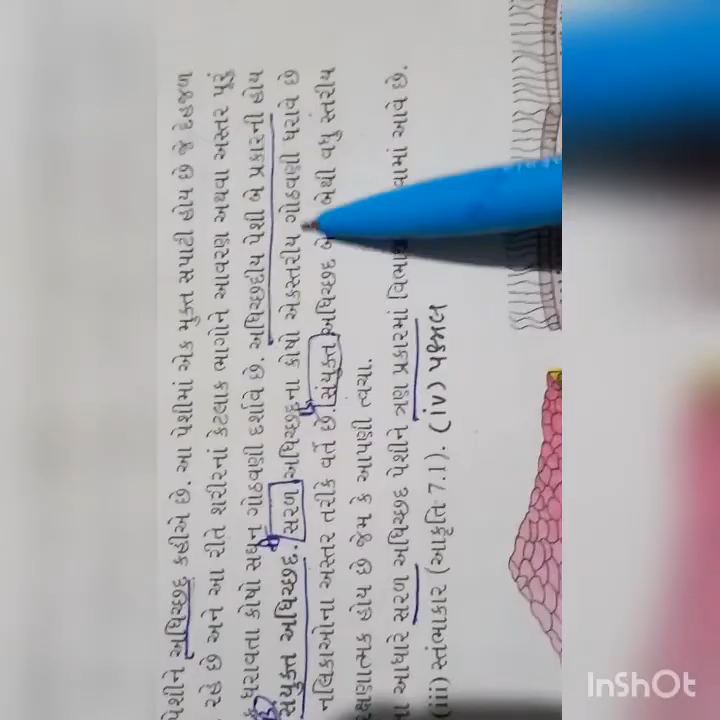 પેશીને અધિચ્છદ કહીએ છે. આ પેશીમાં એક મુક્ત સપાટી હોય છે જે દેહજળ
રહે છે અને આ રીતે શરીરનાં કેટલાક ભાગોને આવરણ અથવા અસ્તર પૂરું
ધરાવતા કોષો સઘન ગોઠવણી દર્શાવે છે. અધિચ્છદીય પેશી બે પ્રકારની હોય
સંયુક્ત અધિચ્છદ. સરળ અધિચ્છદના કોષો એકસ્તરીય ગોઠવણી ધરાવે છે
નલિકાઓના અસ્તર તરીકે વર્તે છે. સંયુક્ત અધિચ્છદ બેથી વધુ સ્તરીય
રક્ષણાત્મક હોય છે જેમ કે આપણી ત્વચા.
ના આધારે સરળ અધિચ્છદ પેશીને ત્રણ પ્રકારમાં આવે છે.
(iii) સ્તંભાકાર (આકૃતિ 7.1). (iv) પક્ષ્મલ
InShOt